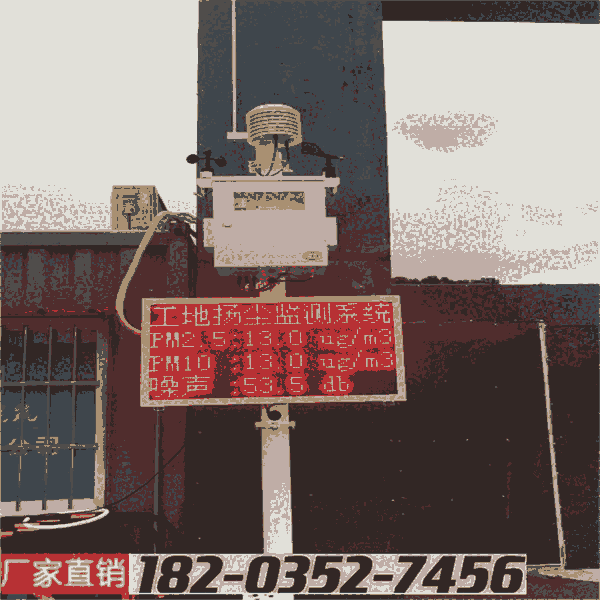 工地扬尘监测系统
PM2.5:13.0 ug/m3
PM10 :13.0 ug/m3
噪声 :53.5 db
厂家直销 182-0352-7456